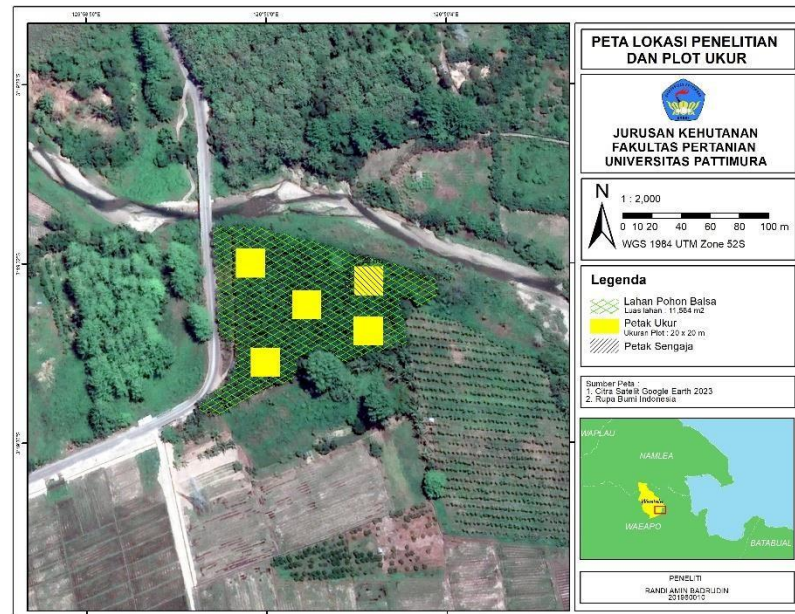 PETA LOKASI PENELITIAN
DAN PLOT UKUR
JURUSAN KEHUTANAN
FAKULTAS PERTANIAN
UNIVERSITAS PATTIMURA
N
1 : 2,000
0 10 20 40 60 80 100 m
WGS 1984 UTM Zone 52S
Legenda
Lahan Pohon Balsa
Luas lahan : 11,584 m2
Petak Ukur
Ukuran Plot : 20 x 20 m
Petak Sengaja
Sumber Peta :
1. Citra Satelit Google Earth 2023
2. Rupa Bumi Indonesia
WAPLAU
NAMLEA
WAEAPO
BATABUAL
PENELITI
RANDI AMIN BADRUDIN
201980010